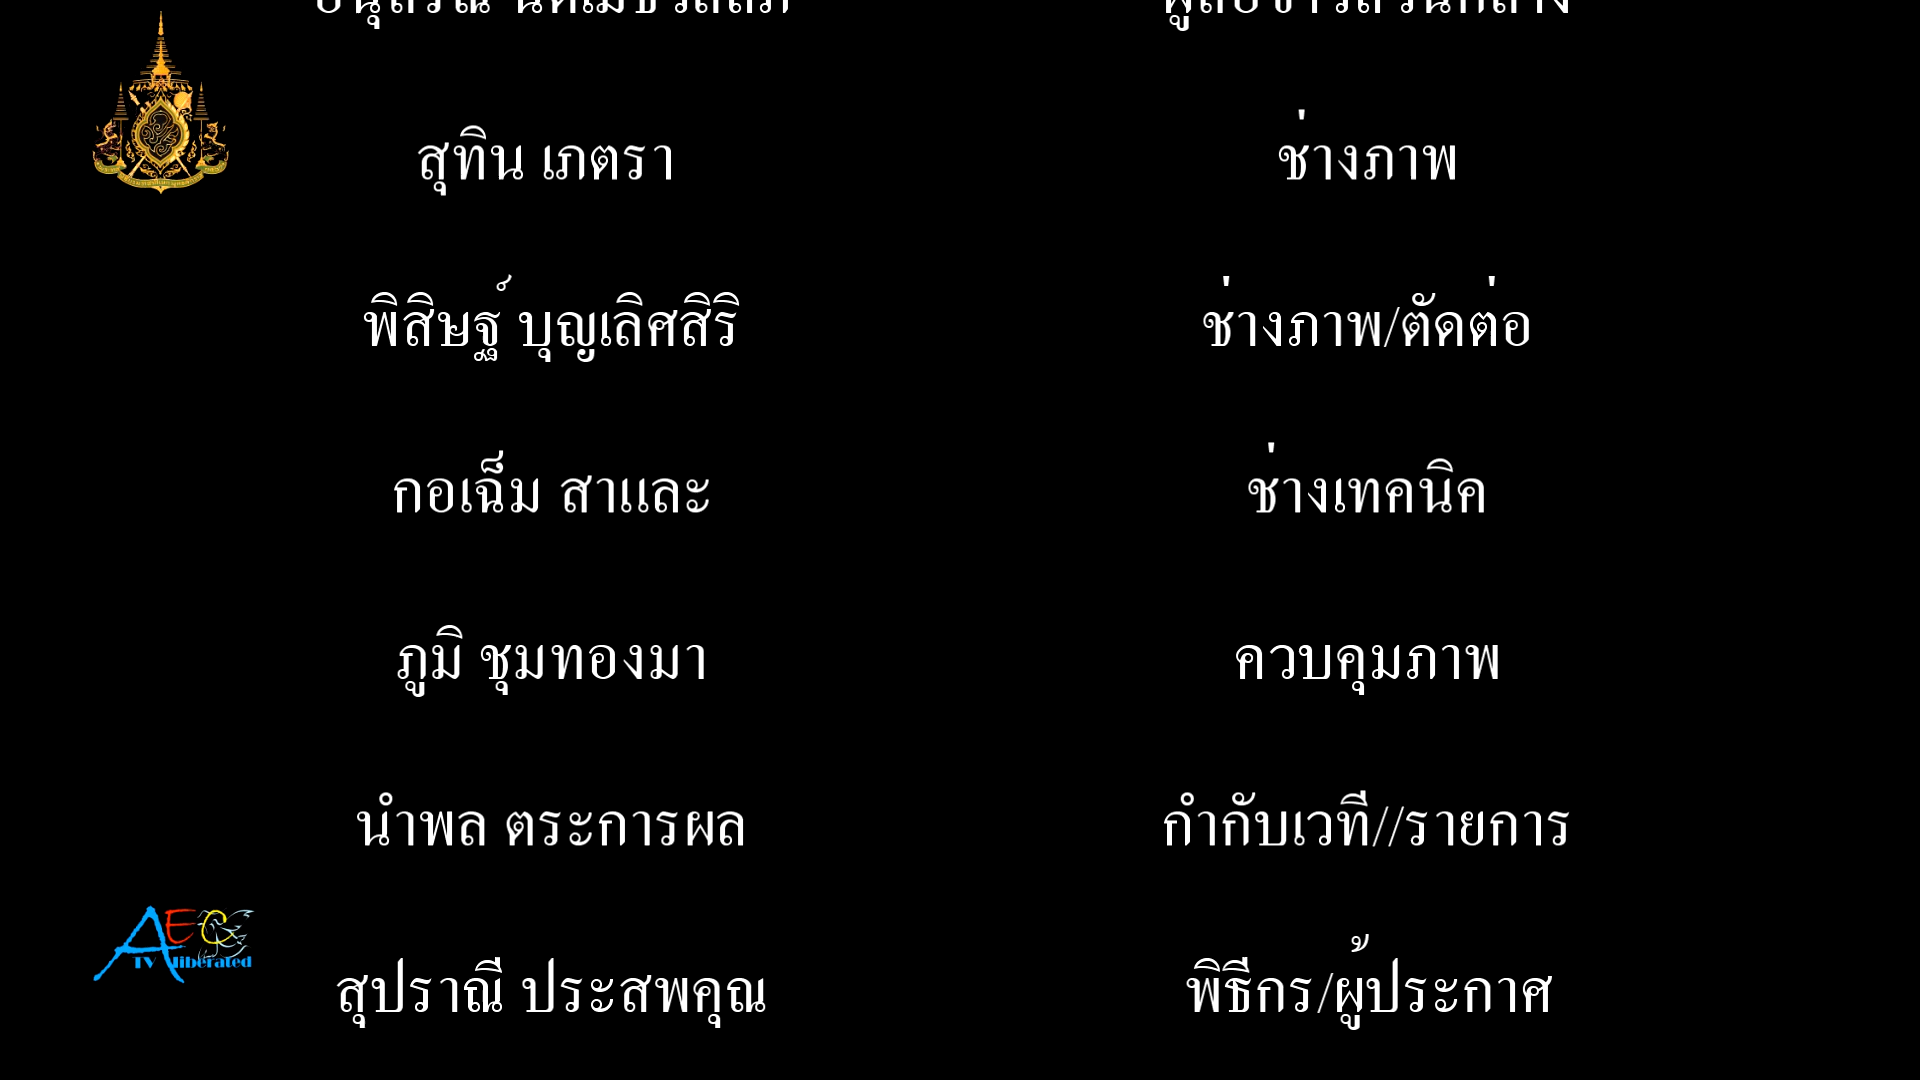 สุทิน เภตรา ช่างภาพ
พิสิษฐ์ บุญเลิศสิริ ช่างภาพ/ตัดต่อ
กอเฉ็ม สาและ ช่างเทคนิค
ภูมิ ชุมทองมา ควบคุมภาพ
นำพล ตระการผล กำกับเวที//รายการ
AEC
TV liberated
สุปราณี ประสพคุณ พิธีกร/ผู้ประกาศ